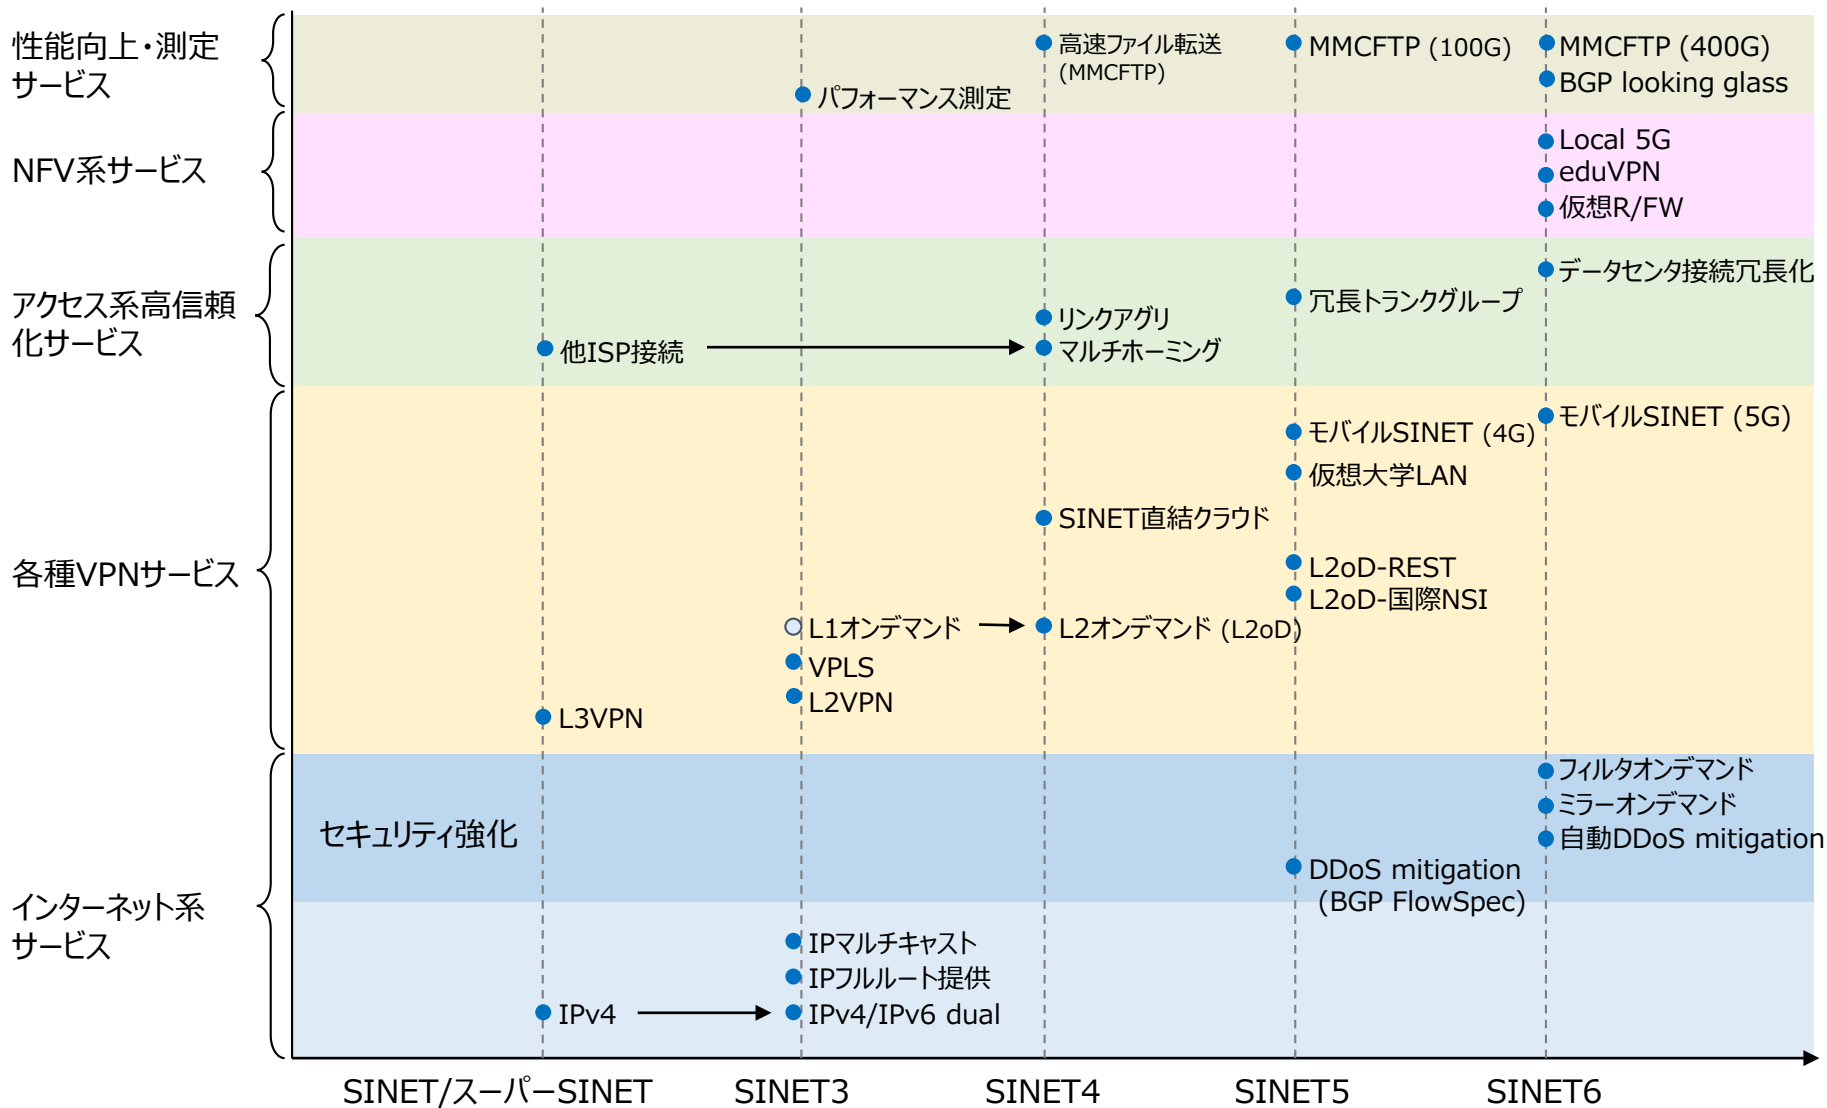 性能向上・測定
サービス
高速ファイル転送
(MMCFTP)
MMCFTP (100G)
MMCFTP (400G)
BGP looking glass
パフォーマンス測定
NFV系サービス
Local 5G
eduVPN
仮想R/FW
アクセス系高信頼
化サービス
データセンタ接続冗長化
冗長トランクグループ
リンクアグリ
他ISP接続
マルチホーミング
各種VPNサービス
モバイルSINET (5G)
モバイルSINET (4G)
仮想大学LAN
SINET直結クラウド
L2oD-REST
L2oD-国際NSI
L1オンデマンド
L2オンデマンド (L2oD)
VPLS
L2VPN
L3VPN
インターネット系
サービス
セキュリティ強化
フィルタオンデマンド
ミラーオンデマンド
自動DDoS mitigation
DDoS mitigation
(BGP FlowSpec)
IPマルチキャスト
IPフルルート提供
IPv4
IPv4/IPv6 dual
SINET/スーパーSINET
SINET3
SINET4
SINET5
SINET6